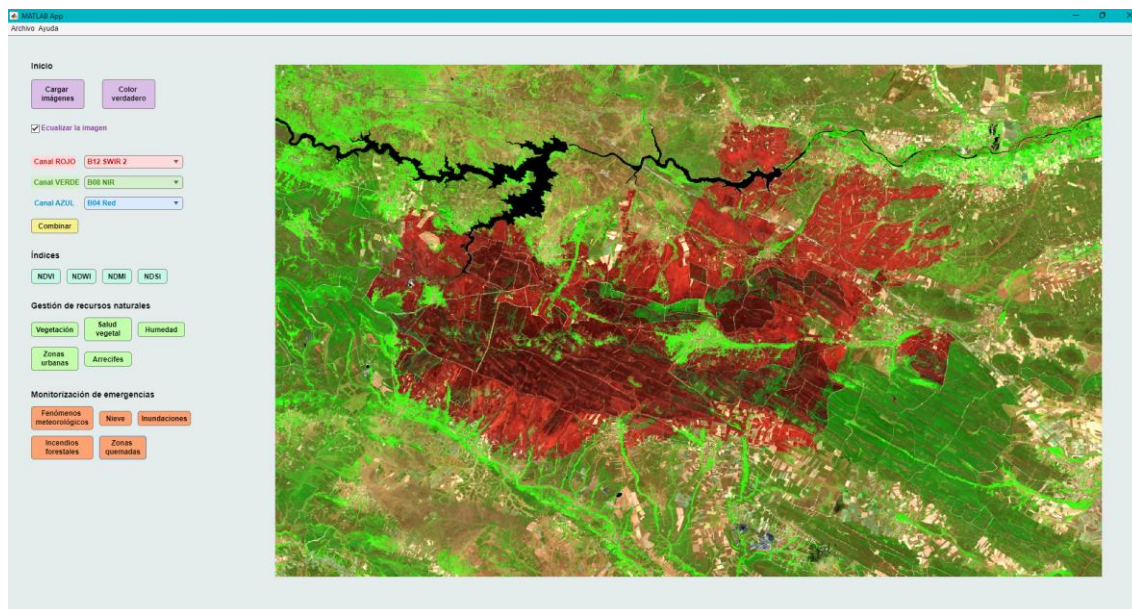 MATLAB App
Archivo Ayuda
Inicio
Cargar
imágenes
Color
verdadero
Ecualizar la imagen
Canal ROJO B12 SWIR 2
Canal VERDE B08 NIR
Canal AZUL B04 Red
Combinar
Índices
NDVI NDWI NDMI NDSI
Gestión de recursos naturales
Vegetación
Salud
vegetal
Humedad
Zonas
urbanas
Arrecifes
Monitorización de emergencias
Fenómenos
meteorológicos
Nieve
Inundaciones
Incendios
forestales
Zonas
quemadas